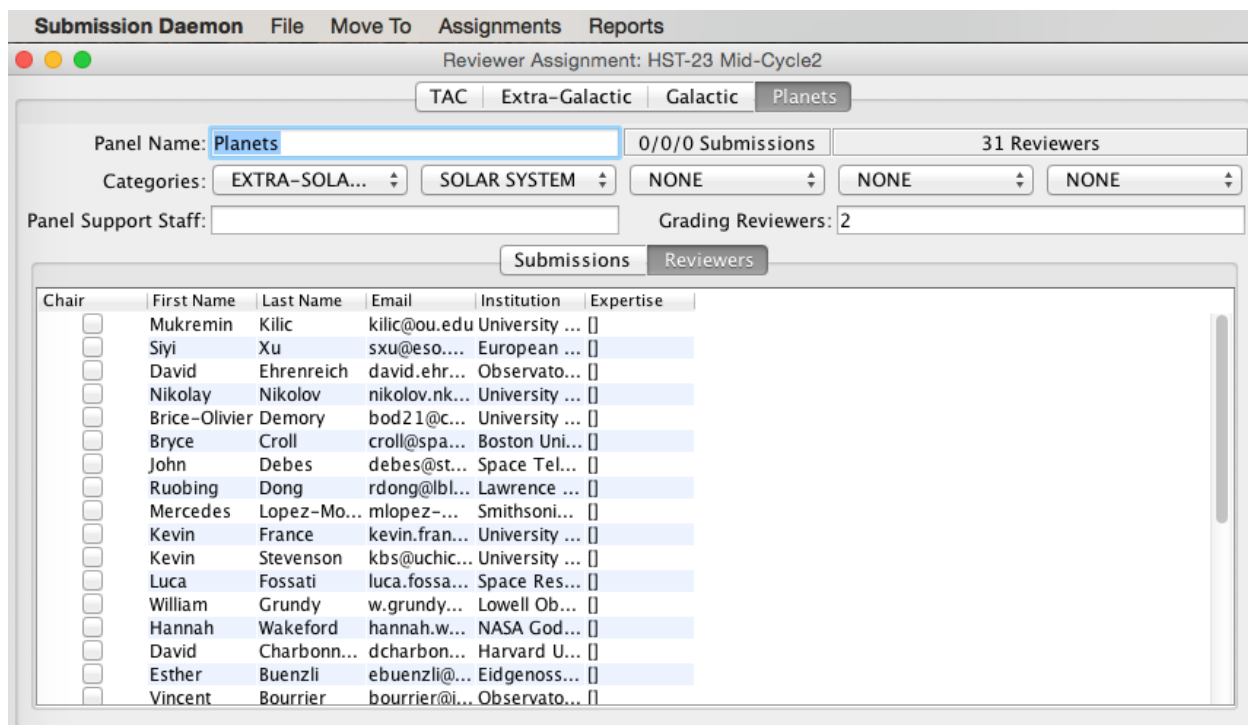 Submission Daemon File Move To Assignments Reports
Reviewer Assignment: HST-23 Mid-Cycle2
TAC Extra-Galactic Galactic Planets
Panel Name: Planets 0/0/0 Submissions 31 Reviewers
Categories: EXTRA-SOLA... SOLAR SYSTEM NONE NONE NONE
Panel Support Staff: Grading Reviewers: 2
Submissions Reviewers
Chair First Name Last Name Email Institution Expertise
Mukremin Kilic kilic@ou.edu University ... []
Siyi Xu sxu@eso.... European ... []
David Ehrenreich david.ehr... Observato... []
Nikolay Nikolov nikolov.nk... University ... []
Brice-Olivier Demory bod21@c... University ... []
Bryce Croll croll@spa... Boston Uni... []
John Debes debes@st... Space Tel... []
Ruobing Dong rdong@lbl... Lawrence ... []
Mercedes Lopez-Mo... mlopez-... Smithsoni... []
Kevin France kevin.fran... University ... []
Kevin Stevenson kbs@uchic... University ... []
Luca Fossati luca.fossa... Space Res... []
William Grundy w.grundy... Lowell Ob... []
Hannah Wakeford hannah.w... NASA God... []
David Charbonn... dcharbon... Harvard U... []
Esther Buenzli ebuenzli@... Eidgenoss... []
Vincent Bourrier bourrier@i... Observato... []